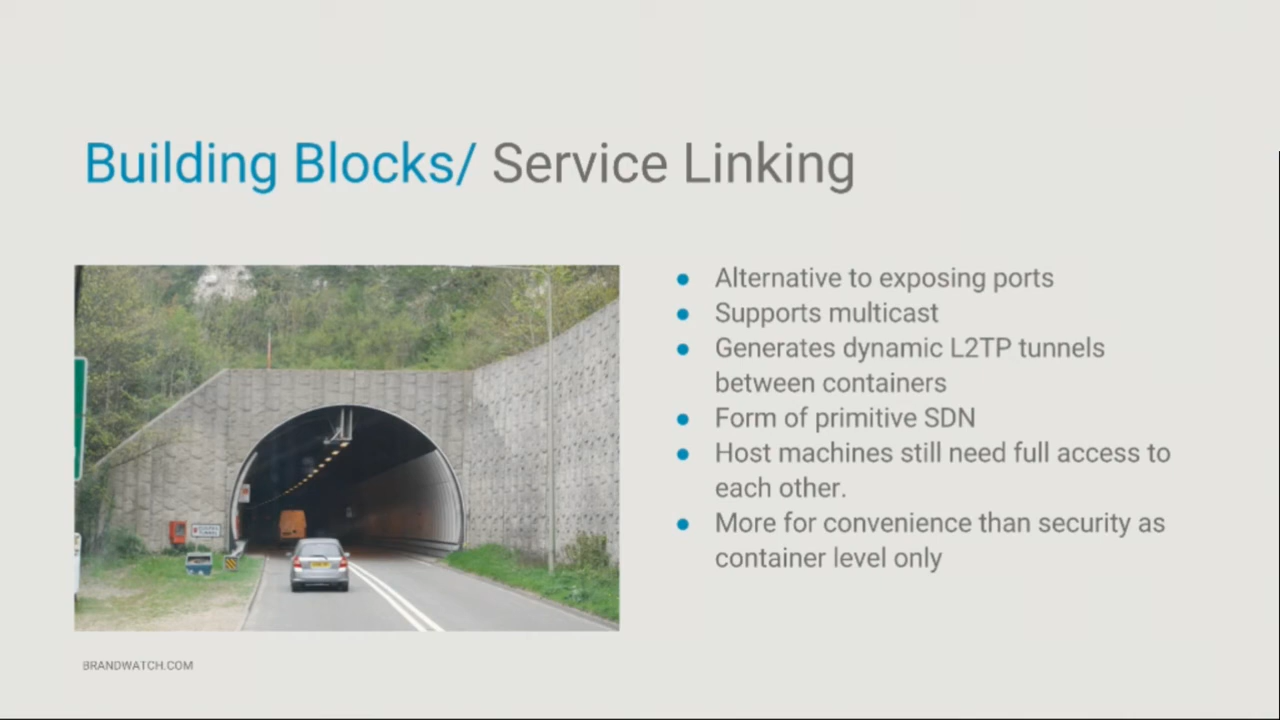 Building Blocks/ Service Linking
Alternative to exposing ports
Supports multicast
Generates dynamic L2TP tunnels
between containers
Form of primitive SDN
Host machines still need full access to
each other.
More for convenience than security as
container level only
BRANDWATCH.COM